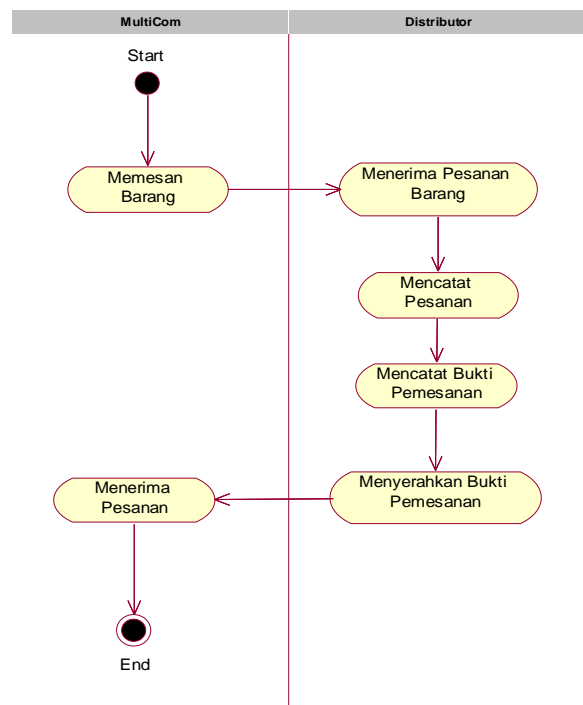 MultiCom
Distributor
Start
Memesan
Barang
Menerima Pesanan
Barang
Mencatat
Pesanan
Mencatat Bukti
Pemesanan
Menyerahkan Bukti
Pemesanan
Menerima
Pesanan
End